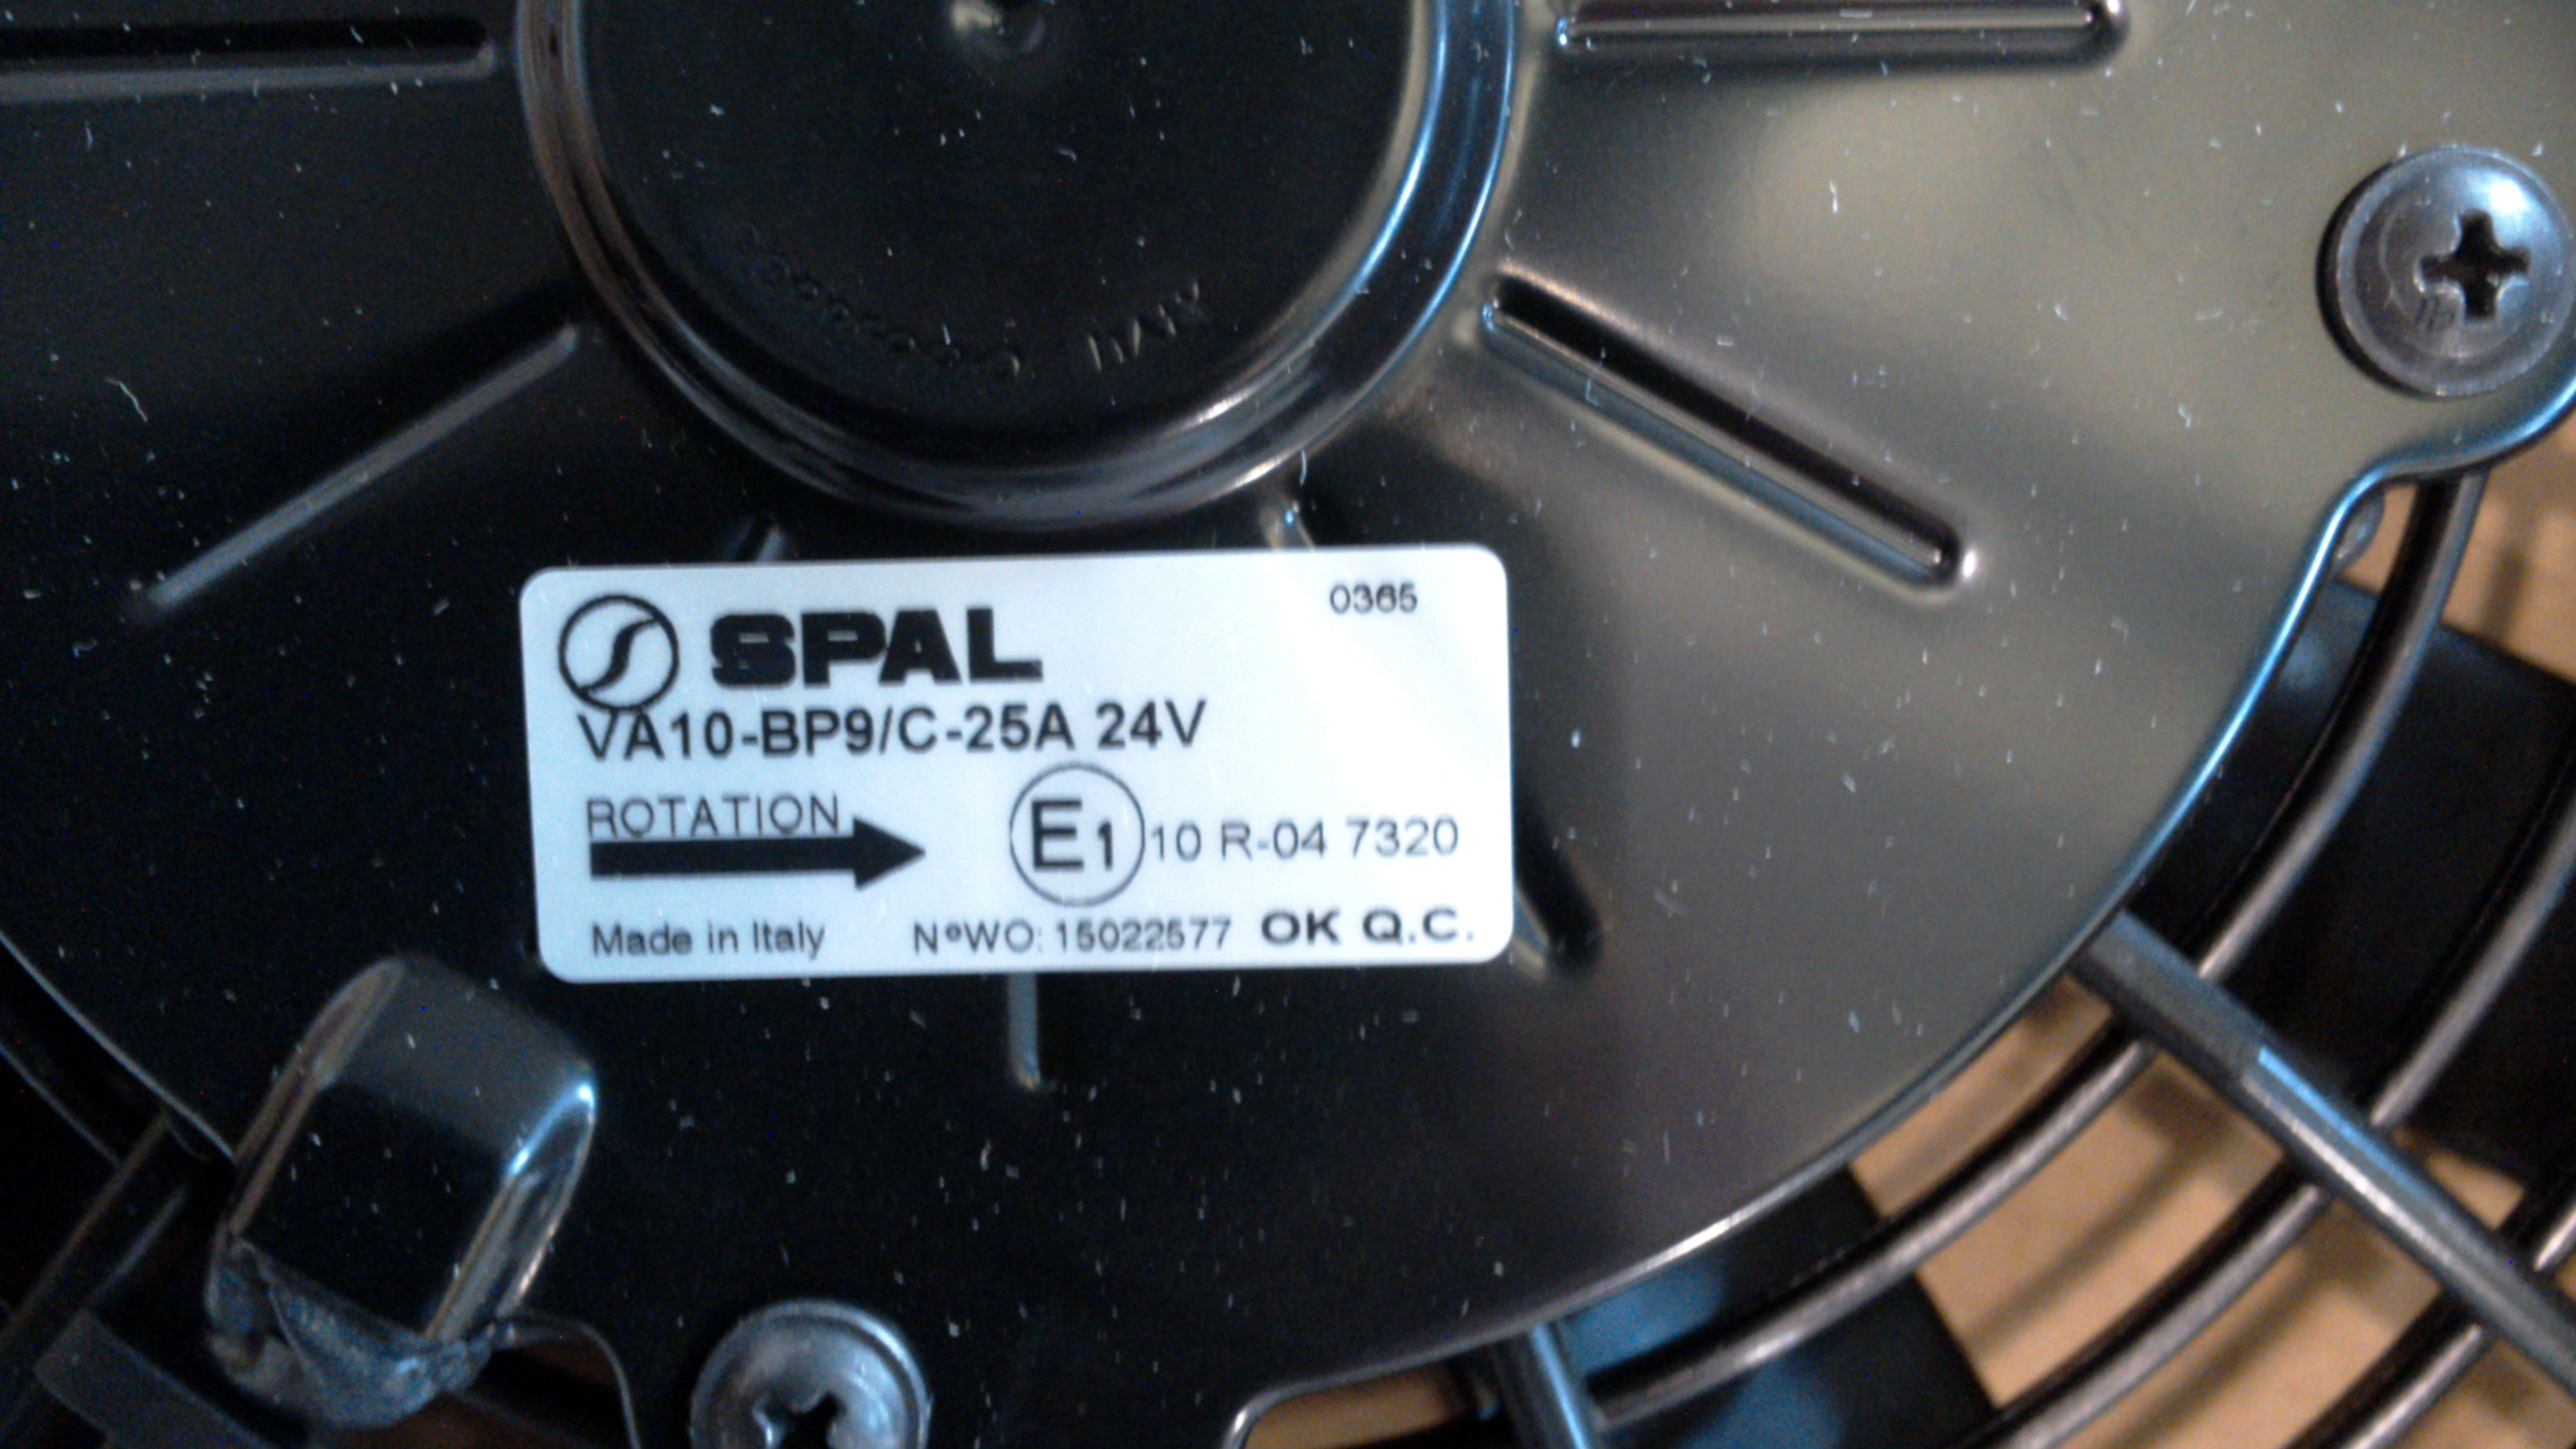 0365
SPAL
VA10-BP9/C-25A 24V
ROTATION
E1 10 R-04 7320
Made in Italy N°WO: 15022577 OK Q.C.